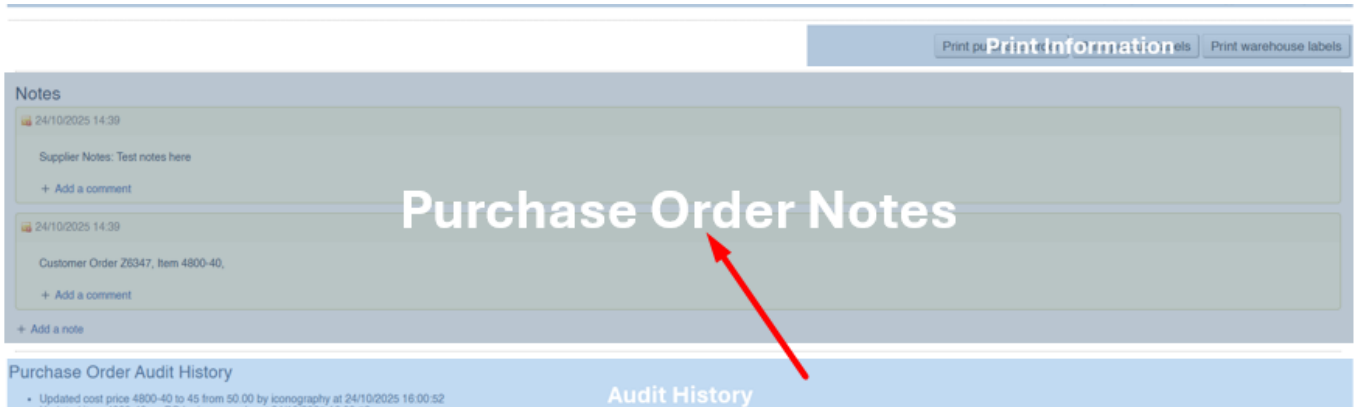 Print pu
Print Information
els
Print warehouse labels
Notes
24/10/2025 14:39
Supplier Notes: Test notes here
+ Add a comment
Purchase Order Notes
24/10/2025 14:39
Customer Order Z6347, Item 4800-40,
+ Add a comment
+ Add a note
Purchase Order Audit History
Audit History
• Updated cost price 4800-40 to 45 from 50.00 by iconography at 24/10/2025 16:00:52